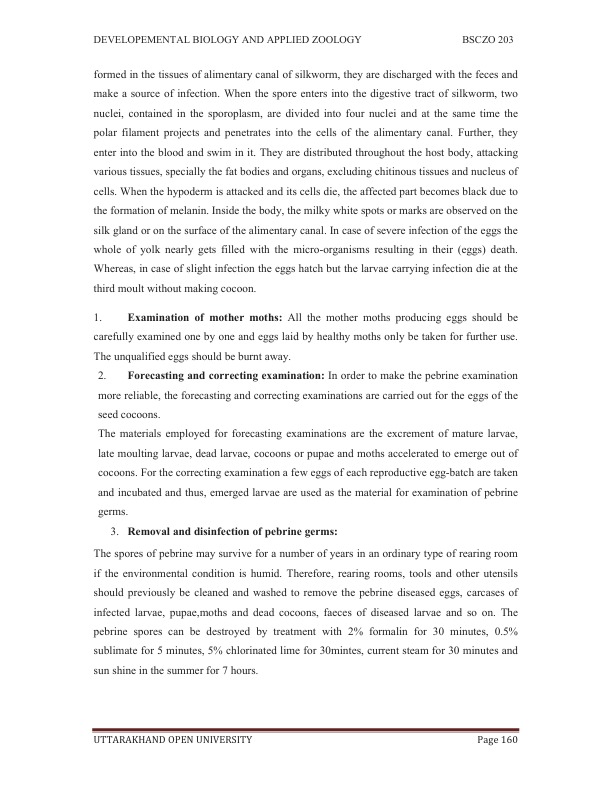 DEVELOPEMENTAL BIOLOGY AND APPLIED ZOOLOGY BSCZO 203
formed in the tissues of alimentary canal of silkworm, they are discharged with the feces and
make a source of infection. When the spore enters into the digestive tract of silkworm, two
nuclei, contained in the sporoplasm, are divided into four nuclei and at the same time the
polar filament projects and penetrates into the cells of the alimentary canal. Further, they
enter into the blood and swim in it. They are distributed throughout the host body, attacking
various tissues, specially the fat bodies and organs, excluding chitinous tissues and nucleus of
cells. When the hypoderm is attacked and its cells die, the affected part becomes black due to
the formation of melanin. Inside the body, the milky white spots or marks are observed on the
silk gland or on the surface of the alimentary canal. In case of severe infection of the eggs the
whole of yolk nearly gets filled with the micro-organisms resulting in their (eggs) death.
Whereas, in case of slight infection the eggs hatch but the larvae carrying infection die at the
third moult without making cocoon.
1. Examination of mother moths: All the mother moths producing eggs should be
carefully examined one by one and eggs laid by healthy moths only be taken for further use.
The unqualified eggs should be burnt away.
2. Forecasting and correcting examination: In order to make the pebrine examination
more reliable, the forecasting and correcting examinations are carried out for the eggs of the
seed cocoons.
The materials employed for forecasting examinations are the excrement of mature larvae,
late moulting larvae, dead larvae, cocoons or pupae and moths accelerated to emerge out of
cocoons. For the correcting examination a few eggs of each reproductive egg-batch are taken
and incubated and thus, emerged larvae are used as the material for examination of pebrine
germs.
3. Removal and disinfection of pebrine germs:
The spores of pebrine may survive for a number of years in an ordinary type of rearing room
if the environmental condition is humid. Therefore, rearing rooms, tools and other utensils
should previously be cleaned and washed to remove the pebrine diseased eggs, carcases of
infected larvae, pupae,moths and dead cocoons, faeces of diseased larvae and so on. The
pebrine spores can be destroyed by treatment with 2% formalin for 30 minutes, 0.5%
sublimate for 5 minutes, 5% chlorinated lime for 30mintes, current steam for 30 minutes and
sun shine in the summer for 7 hours.
UTTARAKHAND OPEN UNIVERSITY Page 160